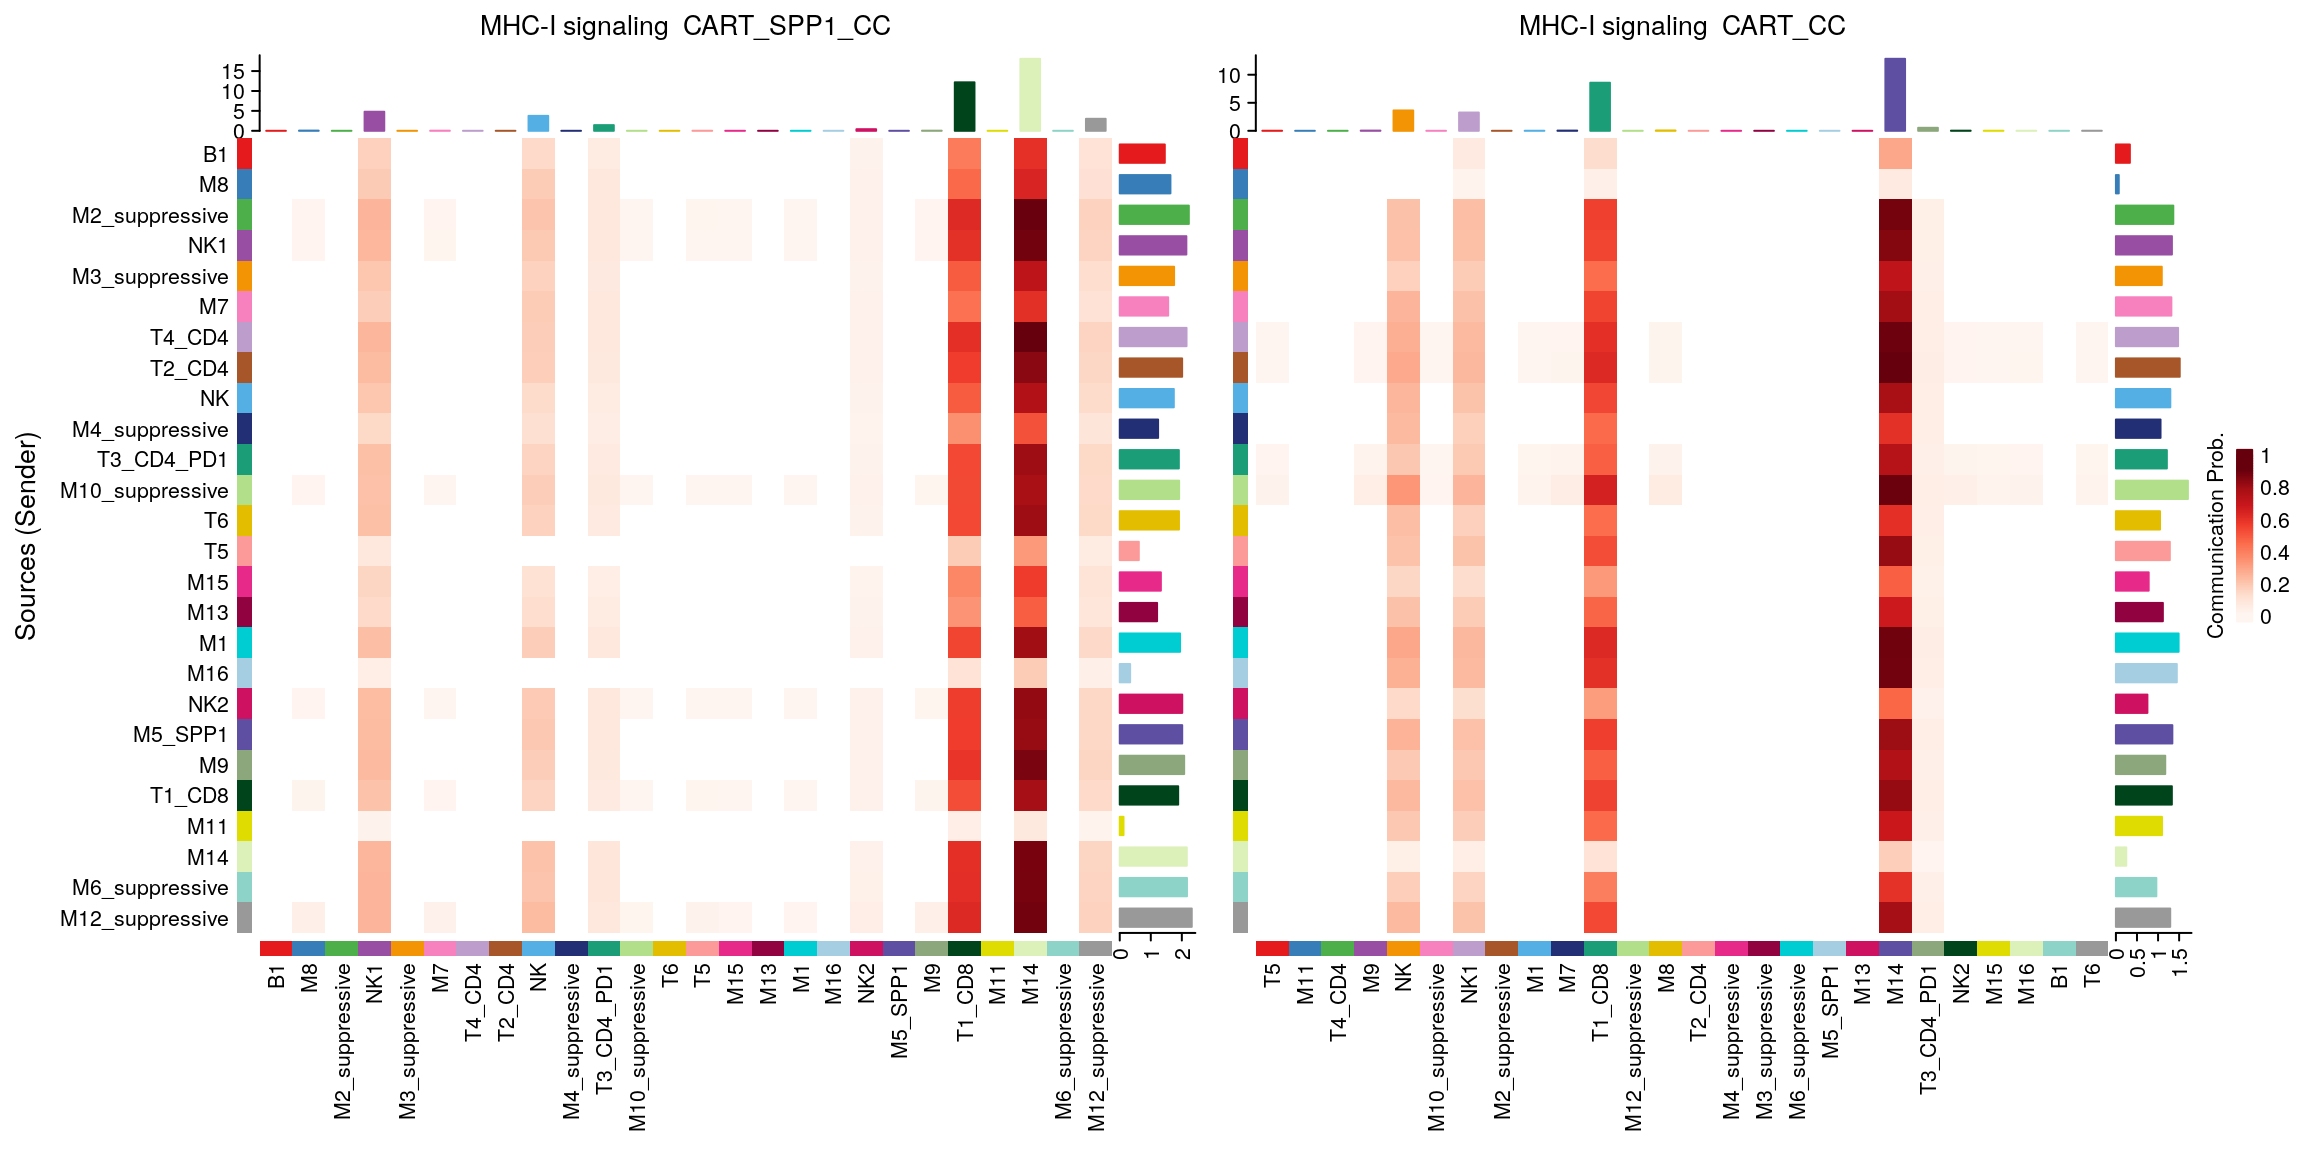 MHC-I signaling  CART_SPP1_CC
MHC-I signaling  CART_CC
15
10
5
0
10
5
0
Sources (Sender)
B1
M8
M2_suppressive
NK1
M3_suppressive
M7
T4_CD4
T2_CD4
NK
M4_suppressive
T3_CD4_PD1
M10_suppressive
T6
T5
M15
M13
M1
M16
NK2
M5_SPP1
M9
T1_CD8
M11
M14
M6_suppressive
M12_suppressive
B1
M8
M2_suppressive
NK1
M3_suppressive
M7
T4_CD4
T2_CD4
NK
M4_suppressive
T3_CD4_PD1
M10_suppressive
T6
T5
M15
M13
M1
M16
NK2
M5_SPP1
M9
T1_CD8
M11
M14
M6_suppressive
M12_suppressive
0
1
2
T5
M11
T4_CD4
M9
NK
M10_suppressive
NK1
M2_suppressive
M1
M7
T1_CD8
M12_suppressive
M8
T2_CD4
M4_suppressive
M3_suppressive
M6_suppressive
M5_SPP1
M13
M14
T3_CD4_PD1
NK2
M15
M16
B1
T6
0
0.5
1
1.5
Communication Prob.
1
0.8
0.6
0.4
0.2
0